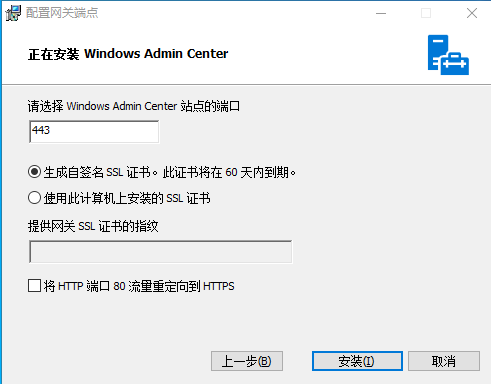 配置网关端点
正在安装 Windows Admin Center
请选择 Windows Admin Center 站点的端口
443
生成自签名 SSL 证书。此证书将在 60 天内到期。
使用此计算机上安装的 SSL 证书
提供网关 SSL 证书的指纹
将 HTTP 端口 80 流量重定向到 HTTPS
上一步(B) 安装(I) 取消